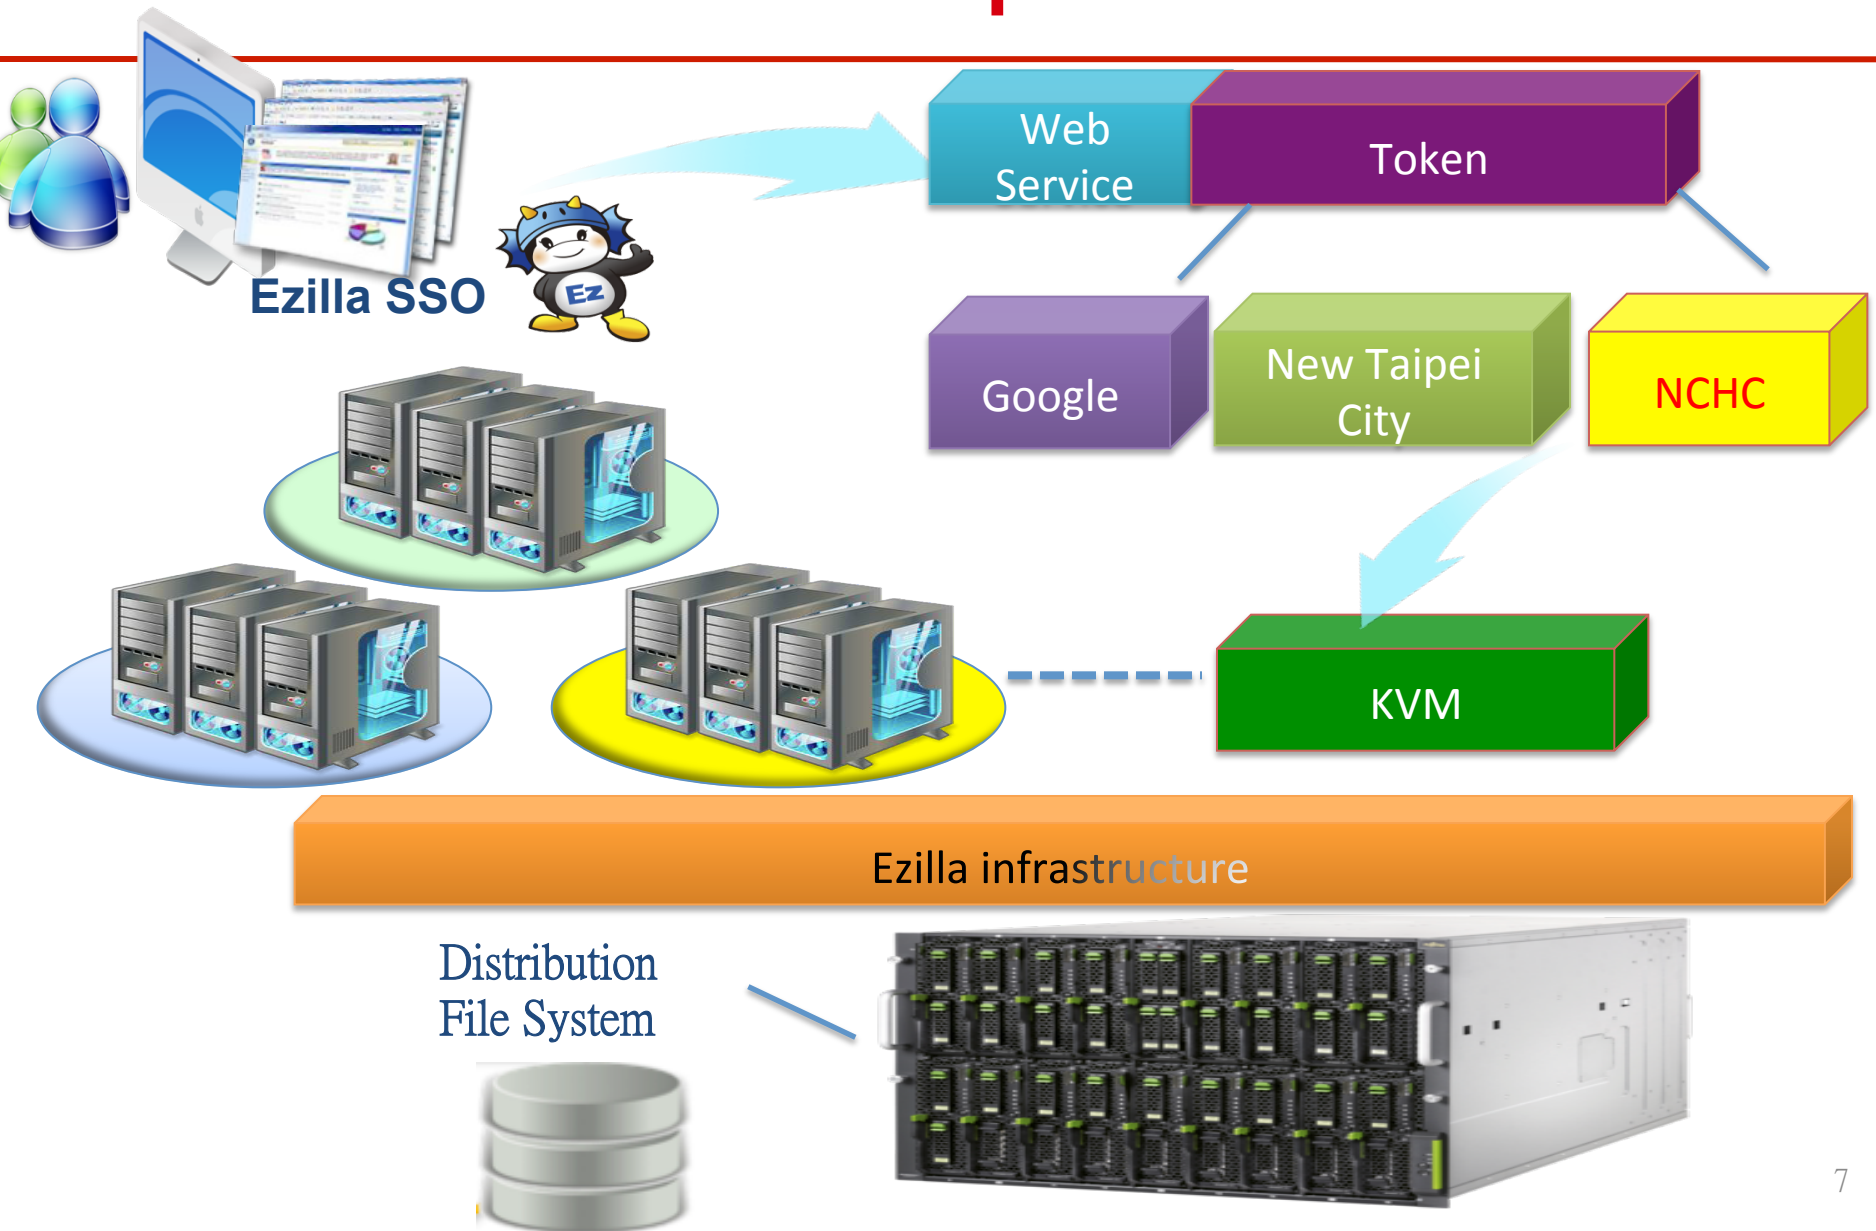 Web
Service
Token
Ezilla SSO
Ez
Google
New Taipei
City
NCHC
KVM
Ezilla infrastructure
Distribution
File System
7